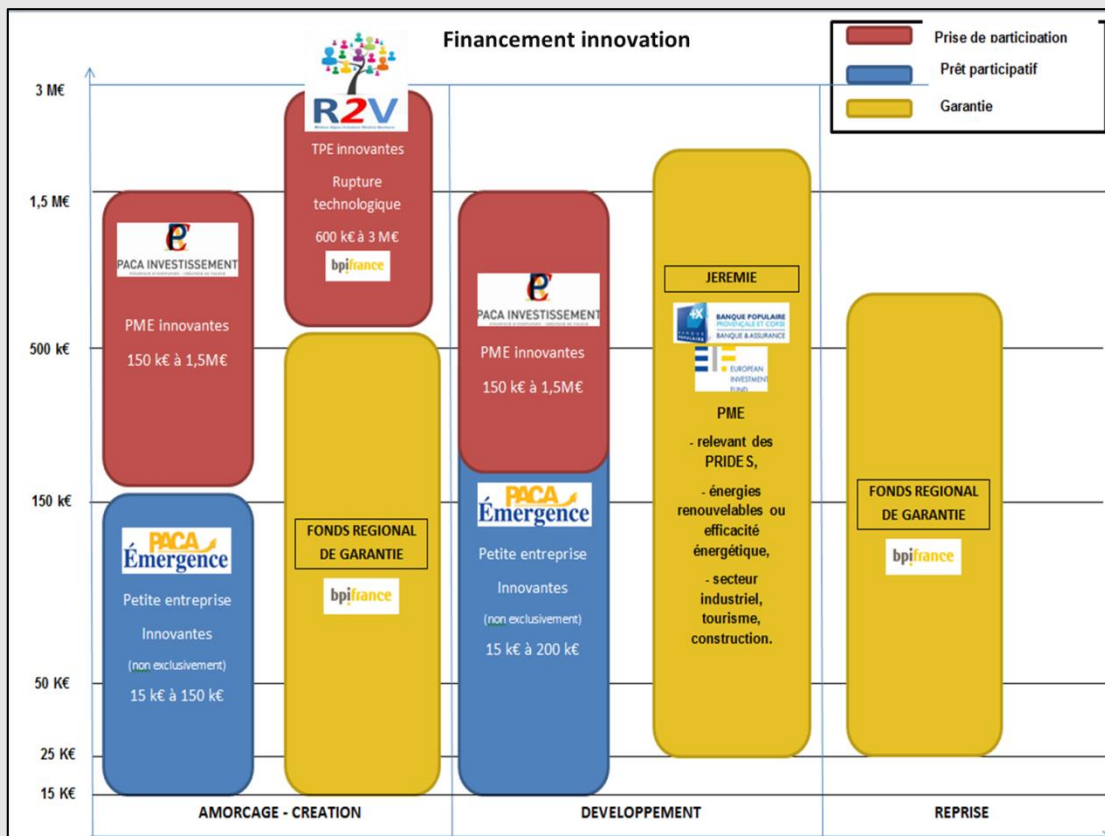 Financement innovation
Prise de participation
Prêt participatif
Garantie
3 M€
1,5 M€
500 k€
150 k€
50 K€
25 K€
15 K€
PACA INVESTISSEMENT
PME innovantes
150 k€ à 1,5M€
PACA
Émergence
Petite entreprise
Innovantes
(non exclusivement)
15 k€ à 150 k€
R2V
TPE innovantes
Rupture
technologique
600 k€ à 3 M€
bpifrance
FONDS REGIONAL
DE GARANTIE
bpifrance
PACA INVESTISSEMENT
PME innovantes
150 k€ à 1,5M€
PACA
Émergence
Petite entreprise
Innovantes
(non exclusivement)
15 k€ à 200 k€
JEREMIE
BANQUE POPULAIRE
PROVENÇALE ET CORSE
BANQUE & ASSURANCE
BANQUE
POPULAIRE
EUROPEAN
INVESTMENT
FUND
PME
- relevant des
PRIDES,
- énergies
renouvelables ou
efficacité
énergétique,
- secteur
industriel,
tourisme,
construction.
FONDS REGIONAL
DE GARANTIE
bpifrance
AMORCAGE - CREATION
DEVELOPPEMENT
REPRISE